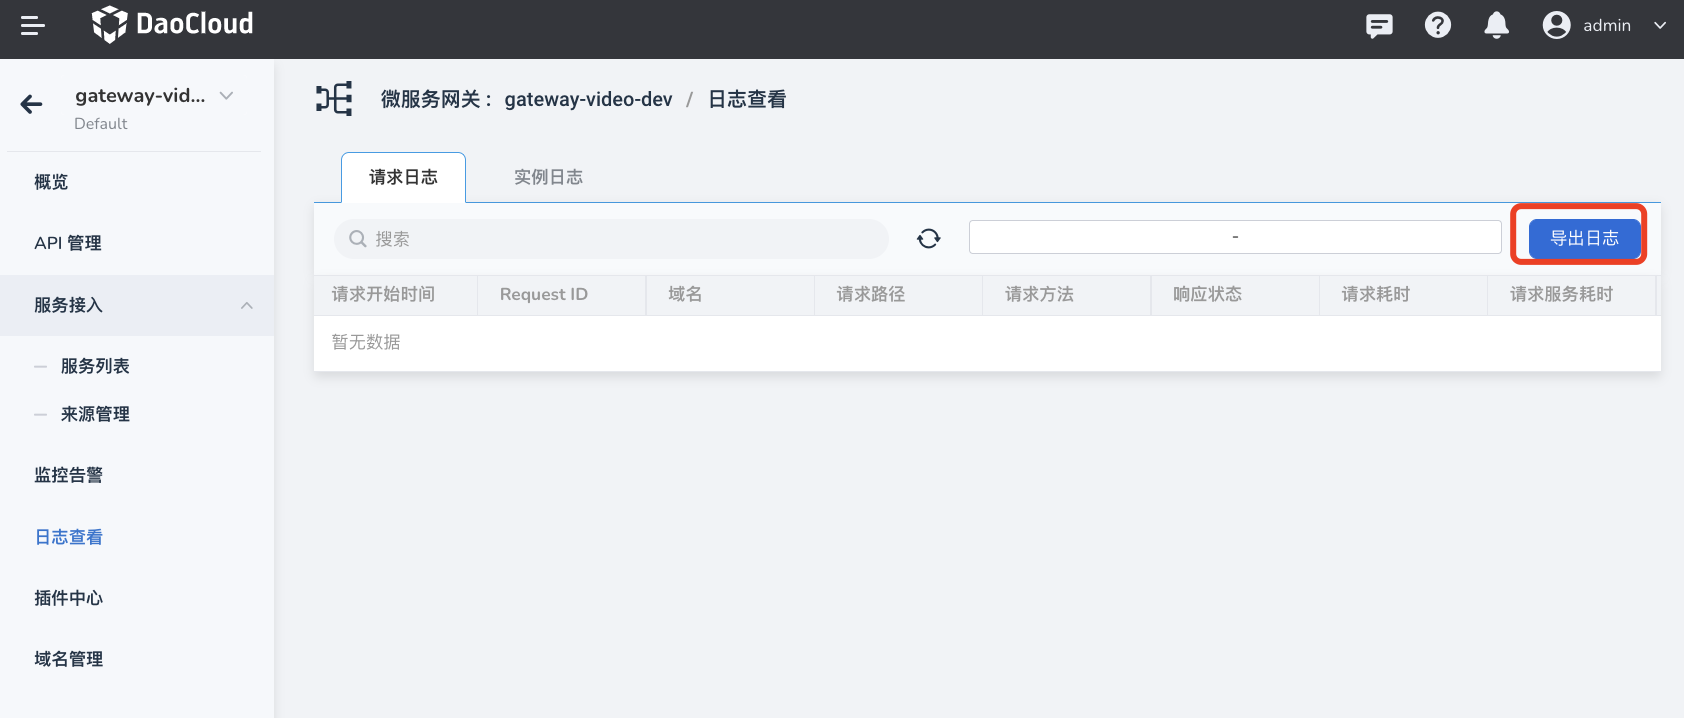 DaoCloud
admin
gateway-vid...
Default
概览
API 管理
服务接入
服务列表
来源管理
监控告警
日志查看
插件中心
域名管理
微服务网关： gateway-video-dev / 日志查看
请求日志 实例日志
搜索 - 导出日志
请求开始时间 Request ID 域名 请求路径 请求方法 响应状态 请求耗时 请求服务耗时
暂无数据